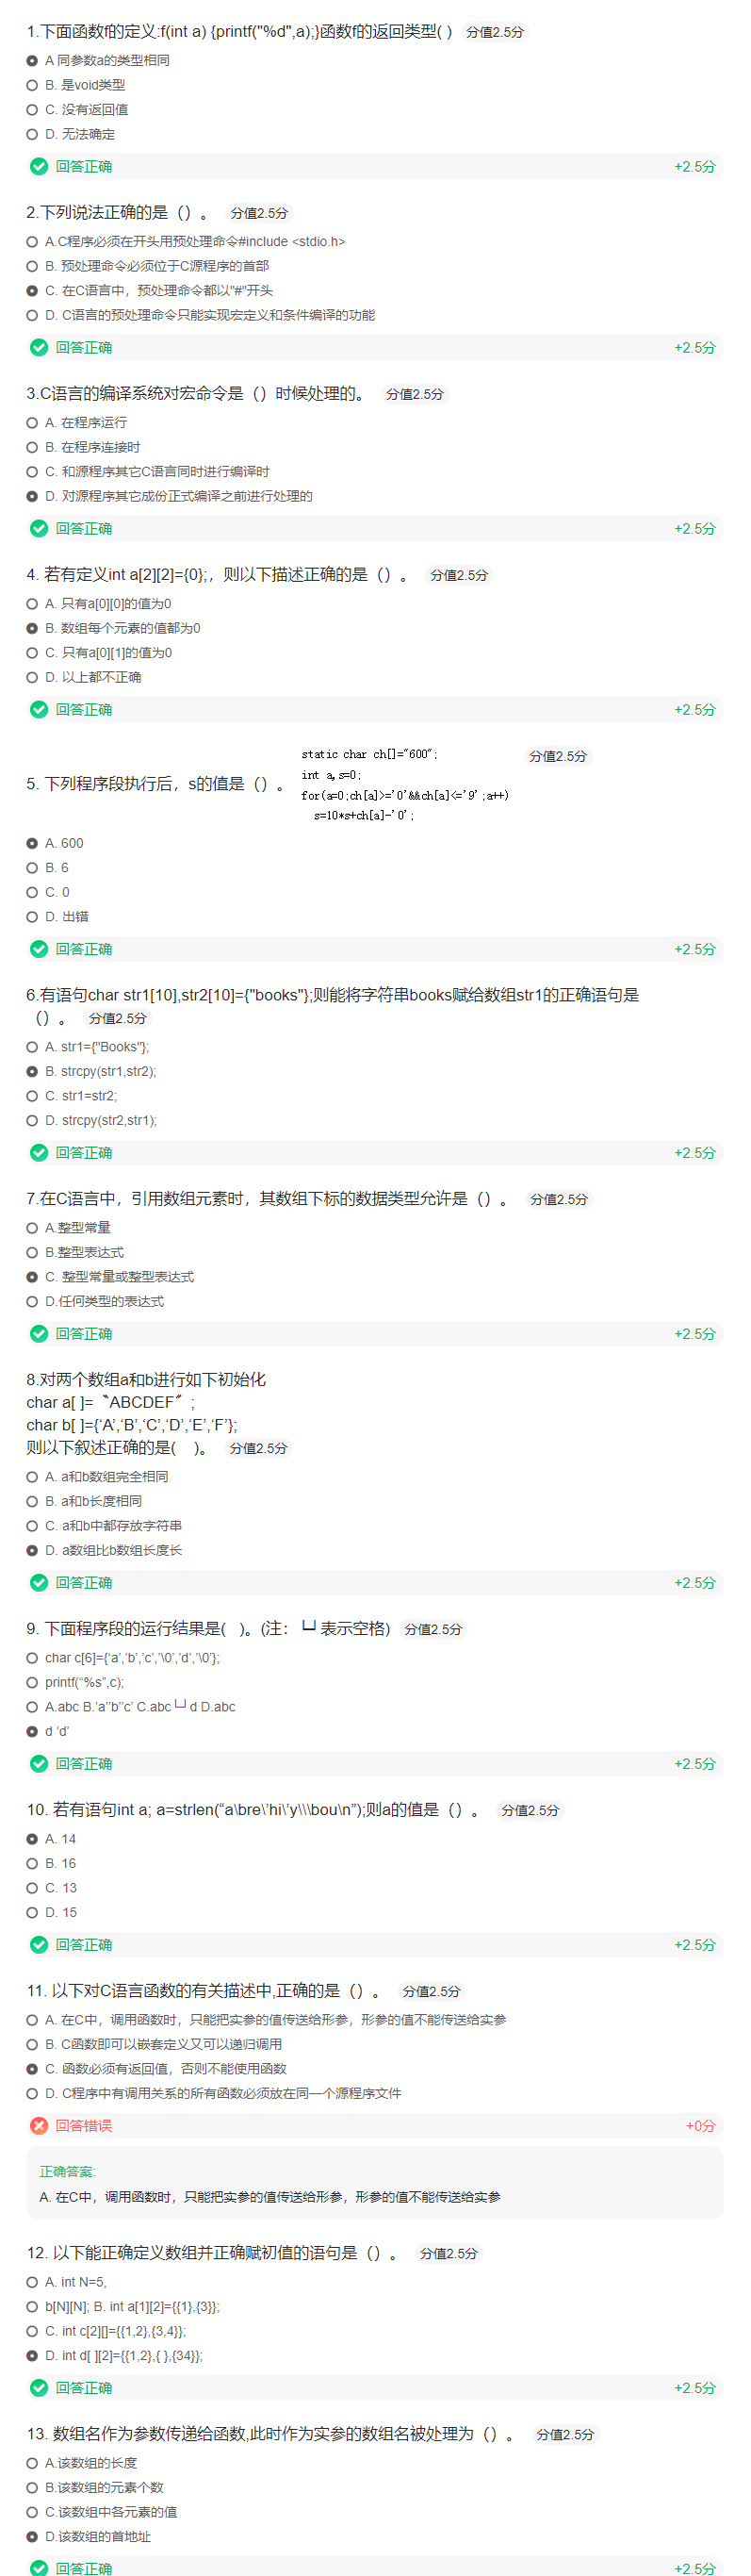 1.下面函数f的定义:f(int a) {printf("%d",a);}函数f的返回类型( ) 分值2.5分
A 同参数a的类型相同
B. 是void类型
C. 没有返回值
D. 无法确定
回答正确 +2.5分
2.下列说法正确的是（）。 分值2.5分
A.C程序必须在开头用预处理命令#include <stdio.h>
B. 预处理命令必须位于C源程序的首部
C. 在C语言中，预处理命令都以"#"开头
D. C语言的预处理命令只能实现宏定义和条件编译的功能
回答正确 +2.5分
3.C语言的编译系统对宏命令是（）时候处理的。 分值2.5分
A. 在程序运行
B. 在程序连接时
C. 和源程序其它C语言同时进行编译时
D. 对源程序其它成份正式编译之前进行处理的
回答正确 +2.5分
4. 若有定义int a[2][2]={0};，则以下描述正确的是（）。 分值2.5分
A. 只有a[0][0]的值为0
B. 数组每个元素的值都为0
C. 只有a[0][1]的值为0
D. 以上都不正确
回答正确 +2.5分
static char ch[]="600"; 分值2.5分
int a,s=0;
5. 下列程序段执行后，s的值是（）。
for(a=0;ch[a]>='0'&&ch[a]<='9';a++)
s=10*s+ch[a]-'0';
A. 600
B. 6
C. 0
D. 出错
回答正确 +2.5分
6.有语句char str1[10],str2[10]={"books"};则能将字符串books赋给数组str1的正确语句是
（）。 分值2.5分
A. str1={"Books"};
B. strcpy(str1,str2);
C. str1=str2;
D. strcpy(str2,str1);
回答正确 +2.5分
7.在C语言中，引用数组元素时，其数组下标的数据类型允许是（）。 分值2.5分
A.整型常量
B.整型表达式
C. 整型常量或整型表达式
D.任何类型的表达式
回答正确 +2.5分
8.对两个数组a和b进行如下初始化
char a[ ]=〝ABCDEF〞;
char b[ ]={‘A’,‘B’,‘C’,‘D’,‘E’,‘F’};
则以下叙述正确的是( )。 分值2.5分
A. a和b数组完全相同
B. a和b长度相同
C. a和b中都存放字符串
D. a数组比b数组长度长
回答正确 +2.5分
9. 下面程序段的运行结果是( )。(注：└┘表示空格) 分值2.5分
char c[6]={‘a’,’b’,’c’,’\0’,’d’,’\0’};
printf(“%s”,c);
A.abc B.’a’’b’’c’ C.abc└┘d D.abc
d ‘d’
回答正确 +2.5分
10. 若有语句int a; a=strlen(“a\bre\’hi\’y\\\bou\n”);则a的值是（）。 分值2.5分
A. 14
B. 16
C. 13
D. 15
回答正确 +2.5分
11. 以下对C语言函数的有关描述中,正确的是（）。 分值2.5分
A. 在C中，调用函数时，只能把实参的值传送给形参，形参的值不能传送给实参
B. C函数即可以嵌套定义又可以递归调用
C. 函数必须有返回值，否则不能使用函数
D. C程序中有调用关系的所有函数必须放在同一个源程序文件
回答错误 +0分
正确答案:
A. 在C中，调用函数时，只能把实参的值传送给形参，形参的值不能传送给实参
12. 以下能正确定义数组并正确赋初值的语句是（）。 分值2.5分
A. int N=5,
b[N][N]; B. int a[1][2]={{1},{3}};
C. int c[2][]={{1,2},{3,4}};
D. int d[ ][2]={{1,2},{ },{34}};
回答正确 +2.5分
13. 数组名作为参数传递给函数,此时作为实参的数组名被处理为（）。 分值2.5分
A.该数组的长度
B.该数组的元素个数
C.该数组中各元素的值
D.该数组的首地址
回答正确 +2.5分